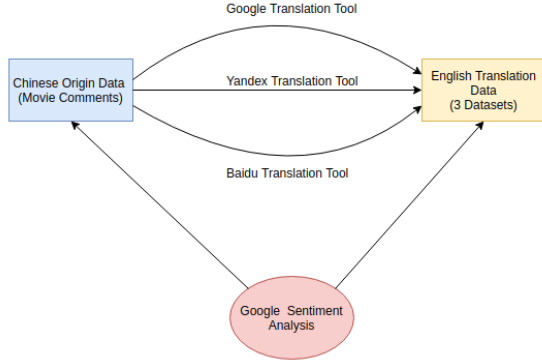 Google Translation Tool
Chinese Origin Data
(Movie Comments)
Yandex Translation Tool
English Translation
Data
(3 Datasets)
Baidu Translation Tool
Google Sentiment
Analysis